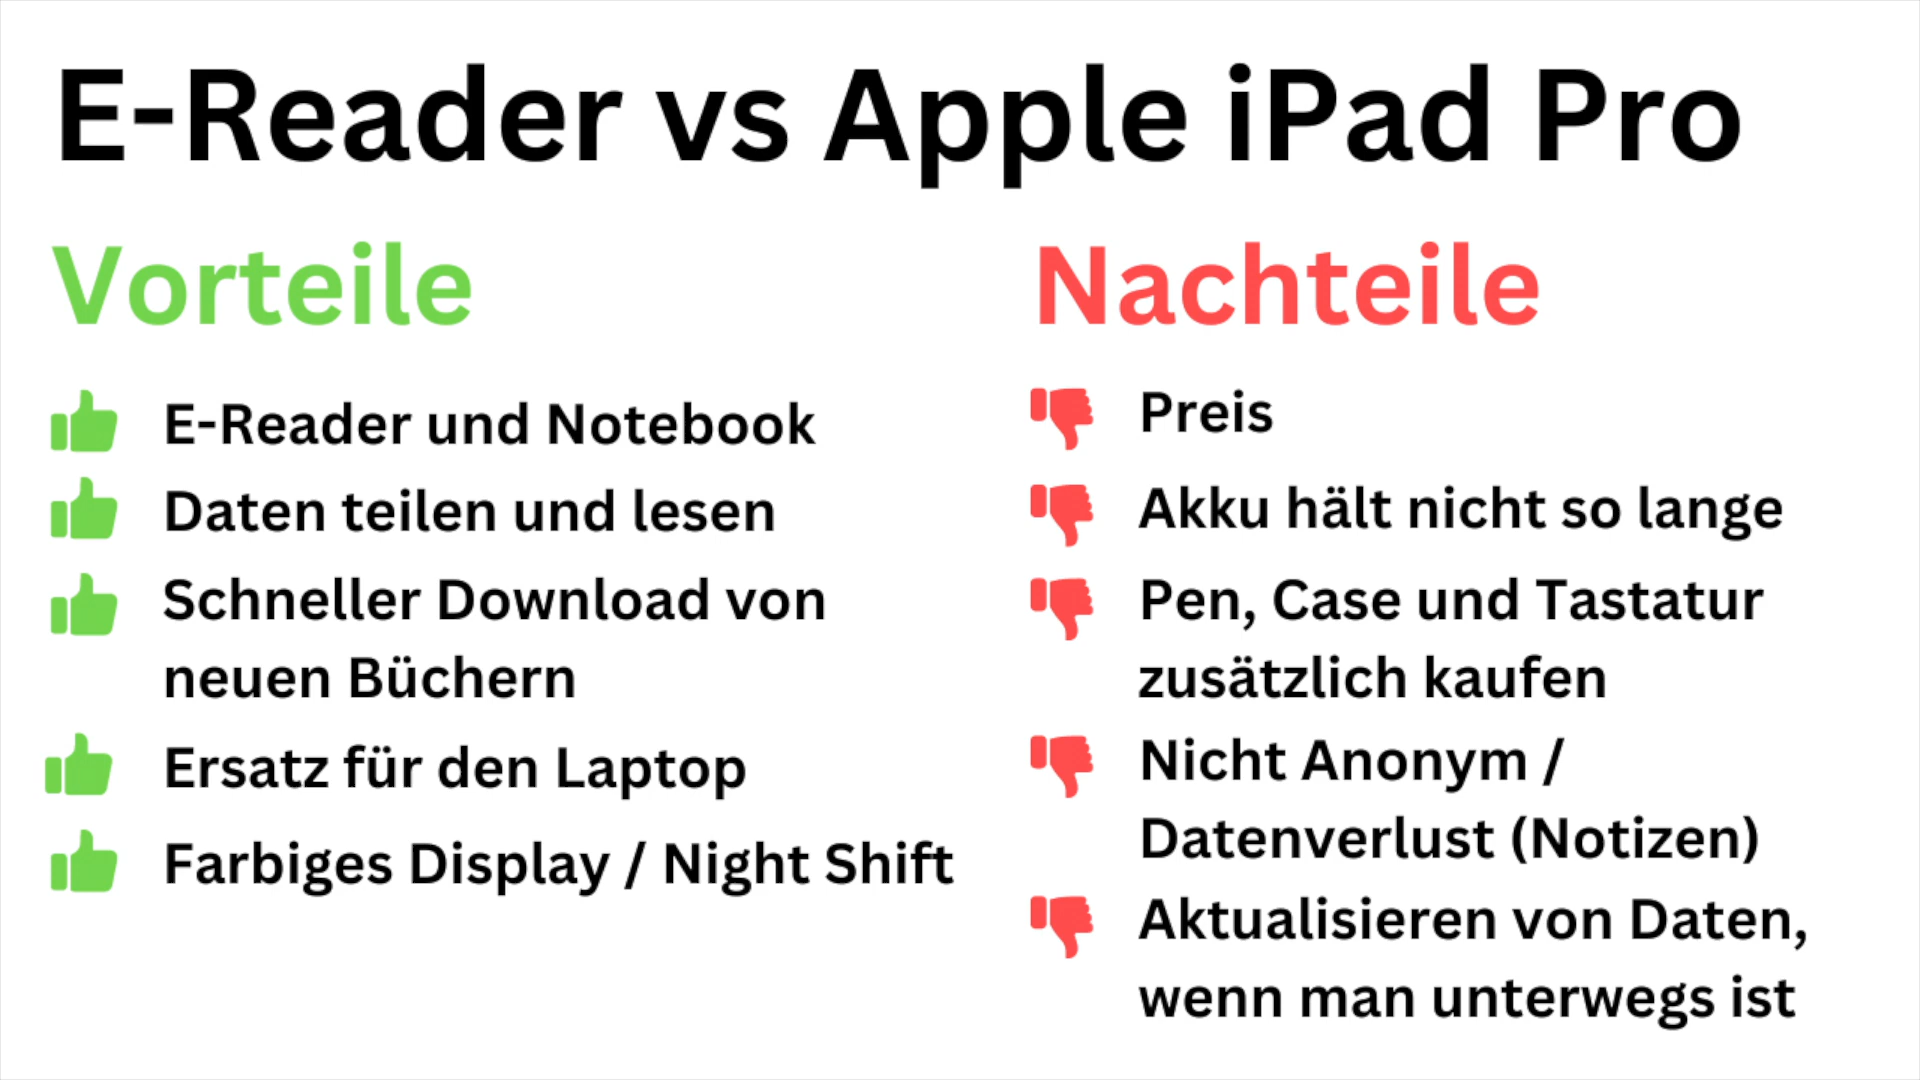 E-Reader vs Apple iPad Pro
Vorteile
E-Reader und Notebook
Daten teilen und lesen
Schneller Download von
neuen Büchern
Ersatz für den Laptop
Farbiges Display / Night Shift
Nachteile
Preis
Akku hält nicht so lange
Pen, Case und Tastatur
zusätzlich kaufen
Nicht Anonym /
Datenverlust (Notizen)
Aktualisieren von Daten,
wenn man unterwegs ist